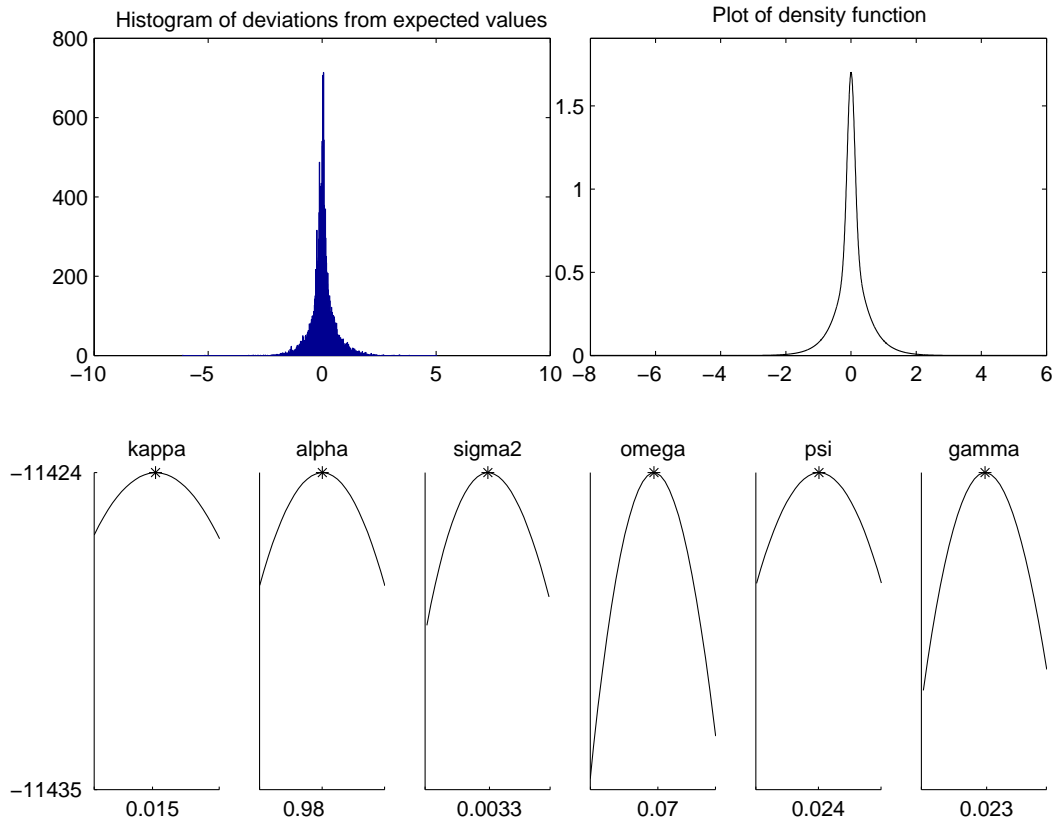 Histogram of deviations from expected values
800
600
400
200
0
−10 −5 0 5 10
Plot of density function
1.5
1
0.5
0
−8 −6 −4 −2 0 2 4 6
kappa alpha sigma2 omega psi gamma
−11424
−11435
0.015 0.98 0.0033 0.07 0.024 0.023